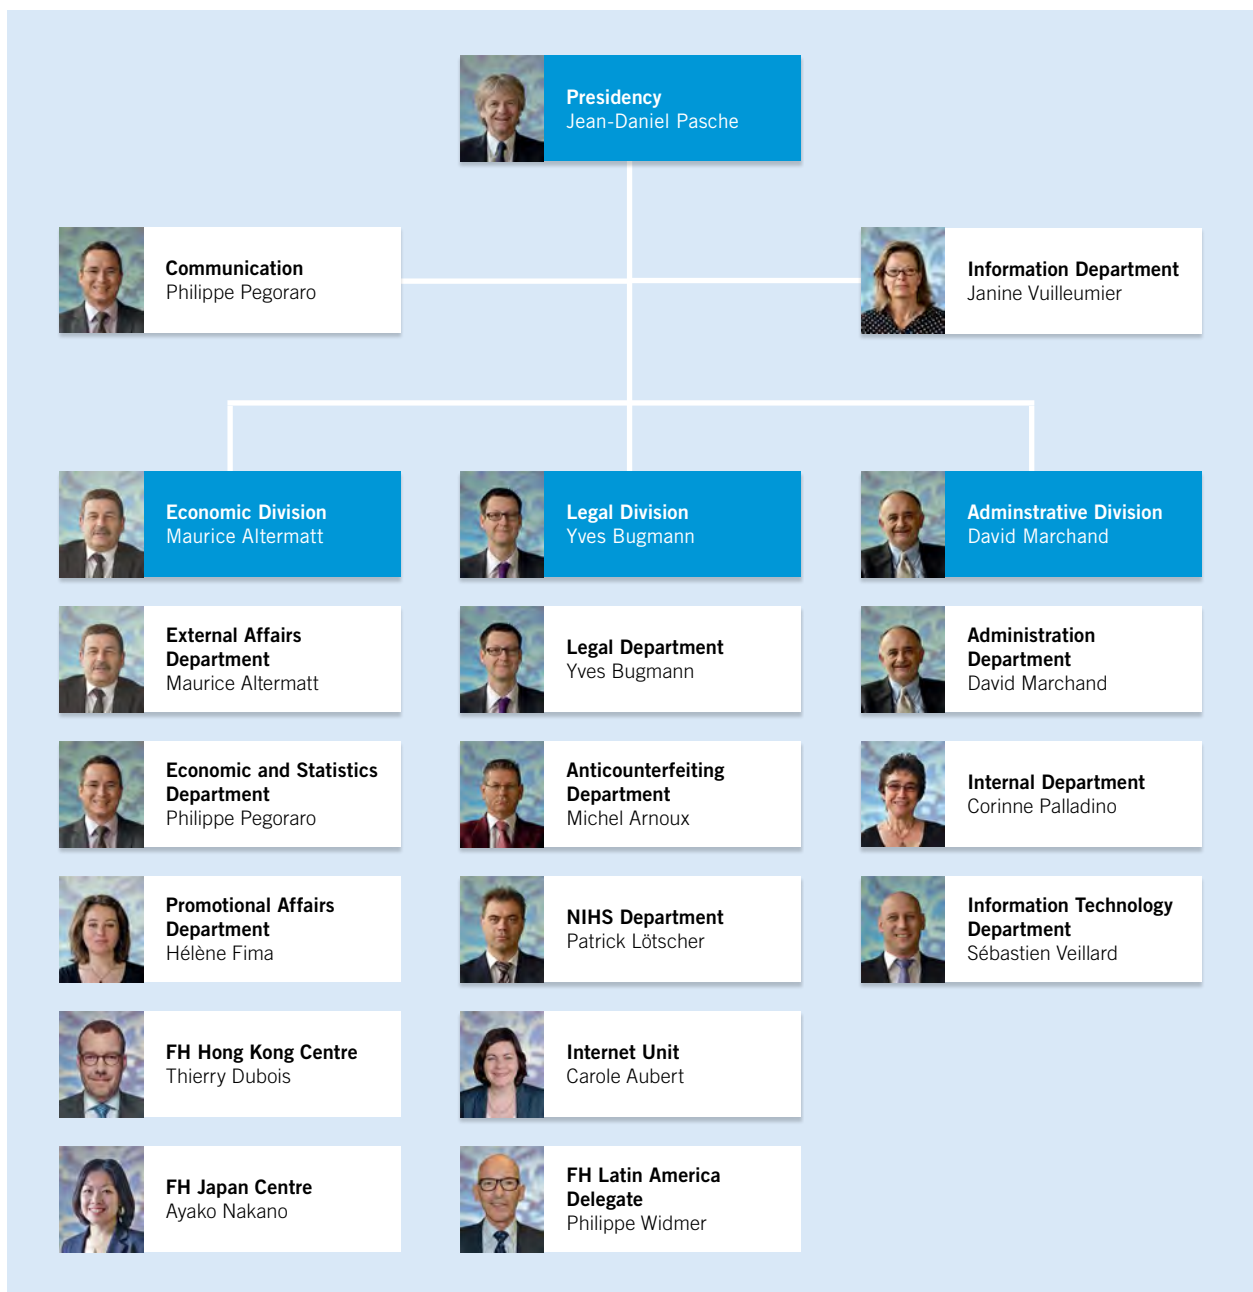 Presidency
Jean-Daniel Pasche
Communication
Philippe Pegoraro
Information Department
Janine Vuilleumier
Economic Division
Maurice Altermatt
Legal Division
Yves Bugmann
Adminstrative Division
David Marchand
External Affairs
Department
Maurice Altermatt
Legal Department
Yves Bugmann
Administration
Department
David Marchand
Economic and Statistics
Department
Philippe Pegoraro
Anticounterfeiting
Department
Michel Arnoux
Internal Department
Corinne Palladino
Promotional Affairs
Department
Hélène Fima
NIHS Department
Patrick Lötscher
Information Technology
Department
Sébastien Veillard
FH Hong Kong Centre
Thierry Dubois
Internet Unit
Carole Aubert
FH Japan Centre
Ayako Nakano
FH Latin America
Delegate
Philippe Widmer